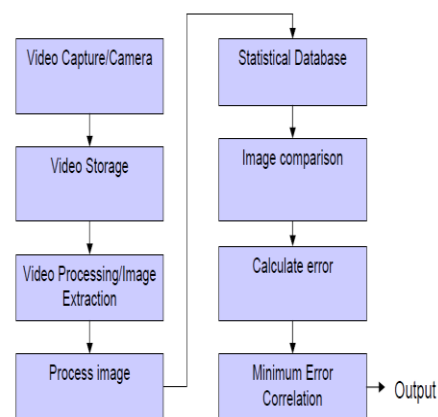 Video Capture/Camera
Video Storage
Video Processing/Image
Extraction
Process image
Statistical Database
Image comparison
Calculate error
Minimum Error
Correlation
Output